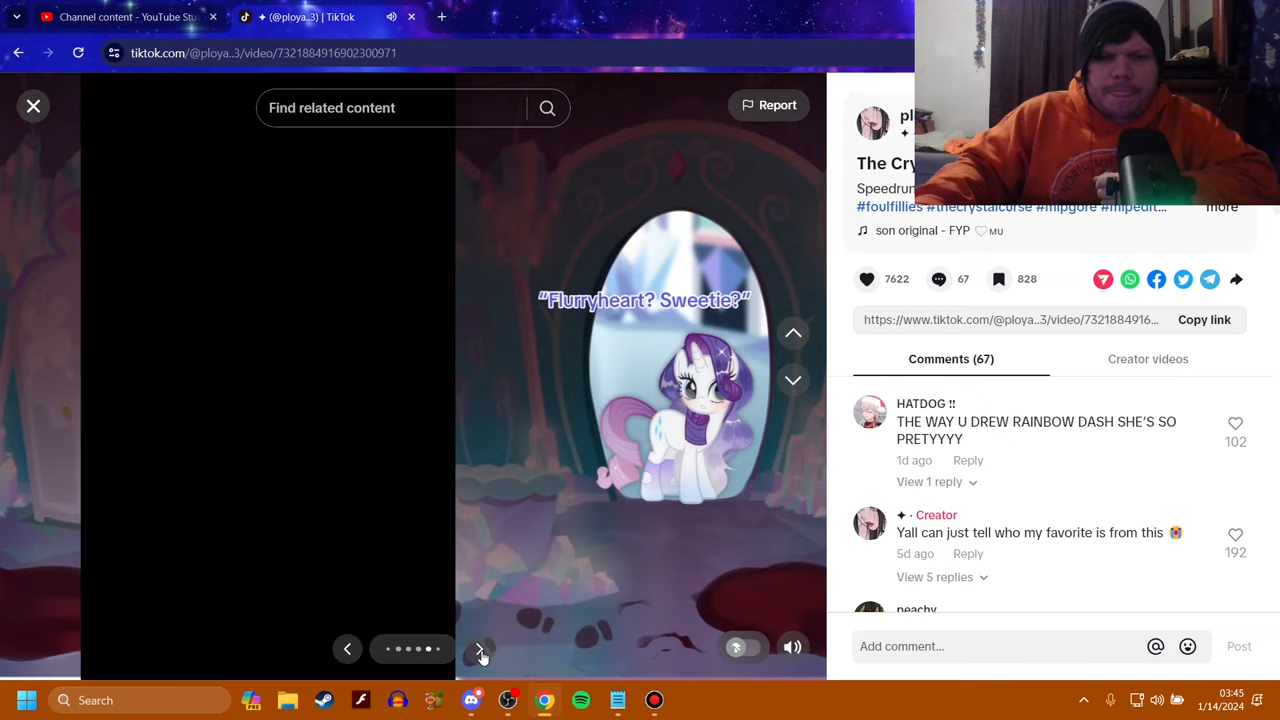 Channel content - YouTube Stu
✦ (@ploya..3) | TikTok
tiktok.com/@ploya..3/video/7321884916902300971
Find related content
Report
"Flurryheart? Sweetie?"
The Cry
Speedrun
#foulfillies #thecrystalcurse #mlpgore #mlpedit... more
son original - FYP ♡ MU
7622
67
828
https://www.tiktok.com/@ploya..3/video/7321884916...
Copy link
Comments (67)
Creator videos
HATDOG !!
THE WAY U DREW RAINBOW DASH SHE'S SO
PRETYYYY
102
1d ago Reply
View 1 reply
✦ · Creator
Yall can just tell who my favorite is from this 😭
192
5d ago Reply
View 5 replies
peachy
Add comment...
Post
Search
03:45
1/14/2024